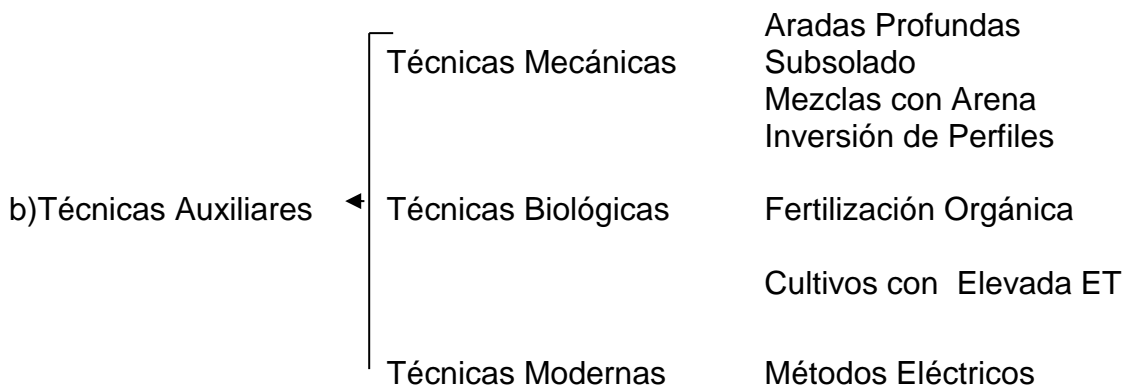 Aradas Profundas
Técnicas Mecánicas Subsolado
Mezclas con Arena
Inversión de Perfiles
b)Técnicas Auxiliares Técnicas Biológicas Fertilización Orgánica
Cultivos con Elevada ET
Técnicas Modernas Métodos Eléctricos